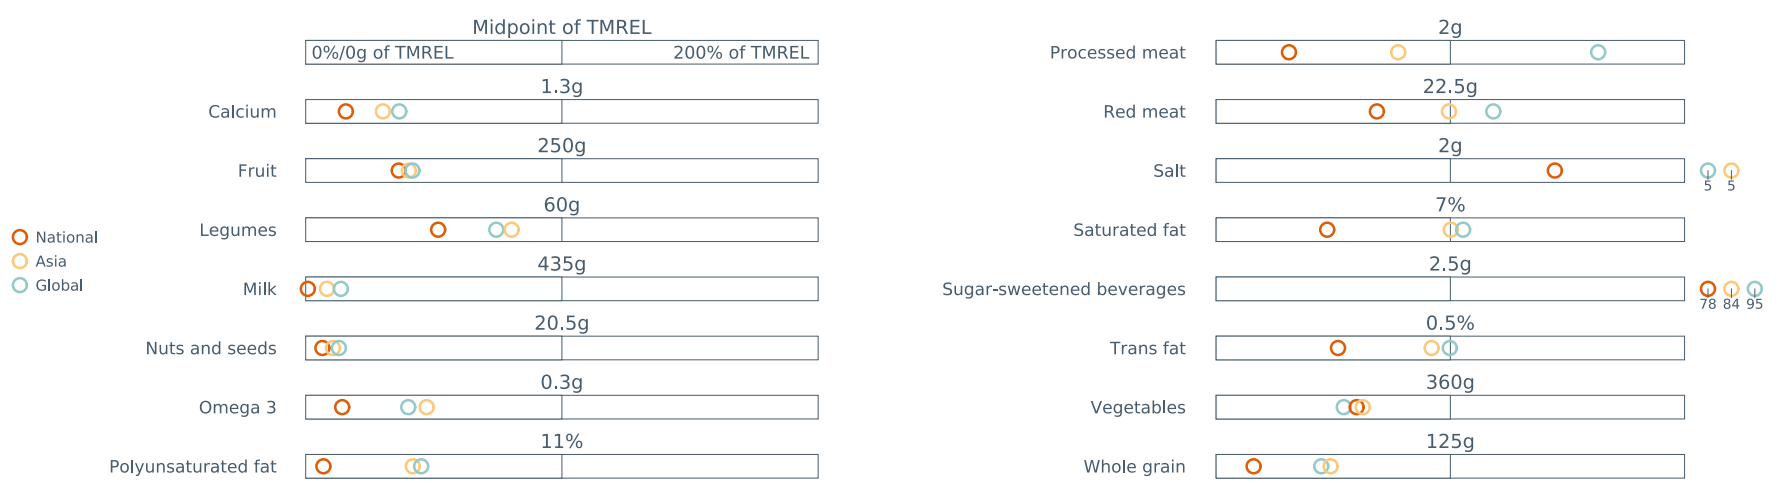 Midpoint of TMREL
0%/0g of TMREL 200% of TMREL
1.3g
Calcium
250g
Fruit
60g
Legumes
435g
Milk
20.5g
Nuts and seeds
0.3g
Omega 3
11%
Polyunsaturated fat
National
Asia
Global
2g
Processed meat
22.5g
Red meat
2g
Salt
5 5
7%
Saturated fat
2.5g
Sugar-sweetened beverages
78 84 95
0.5%
Trans fat
360g
Vegetables
125g
Whole grain